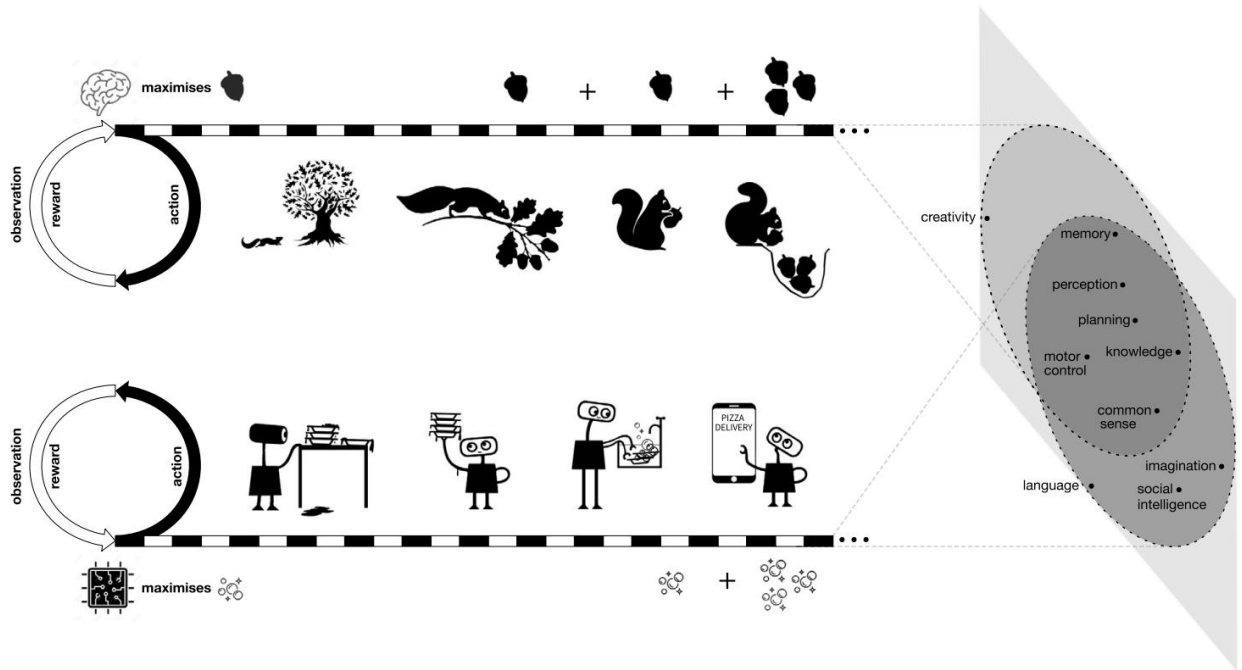 maximises
+
+
• • •
observation
reward
action
creativity
memory
perception
planning
motor
control
knowledge
common
sense
imagination
language
social
intelligence
observation
reward
action
PIZZA
DELIVERY
• • •
maximises
+